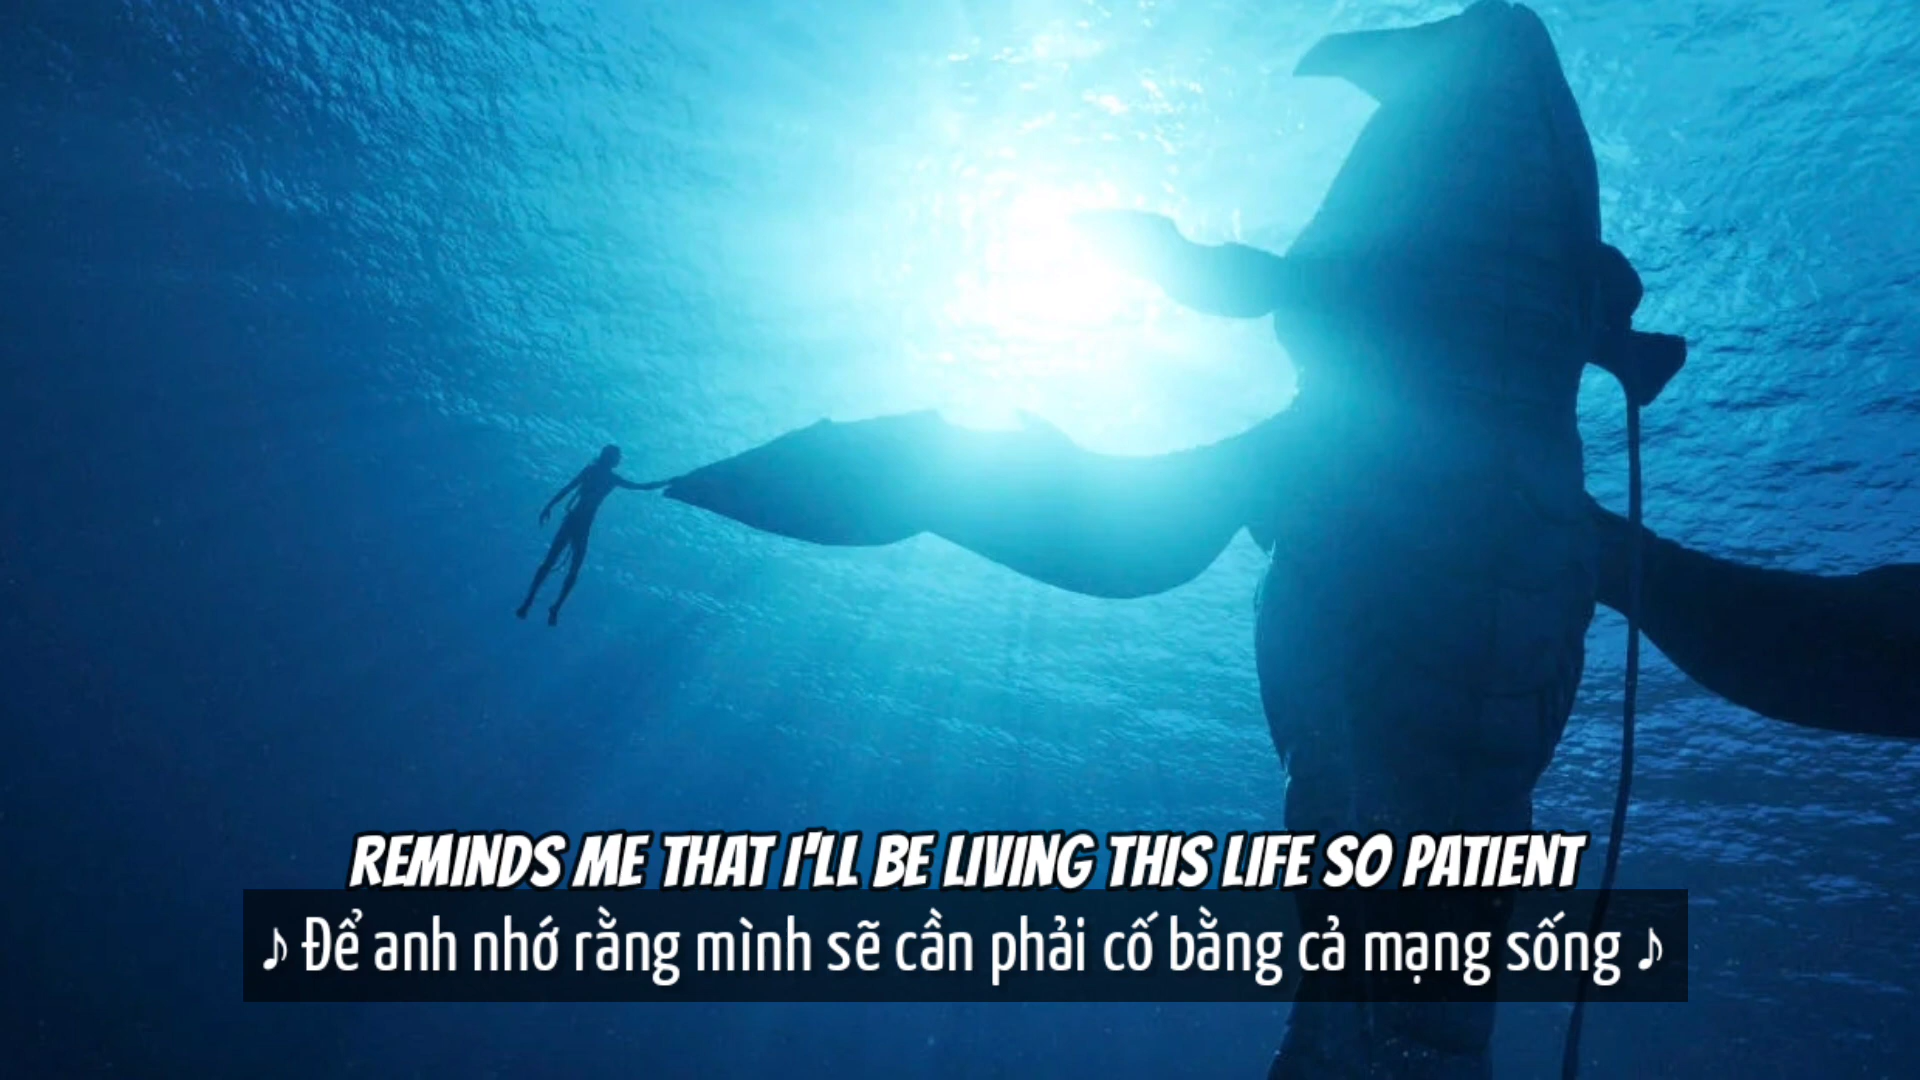 REMINDS ME THAT I'LL BE LIVING THIS LIFE SO PATIENT
♪ Để anh nhớ rằng mình sẽ cần phải cố bằng cả mạng sống ♪